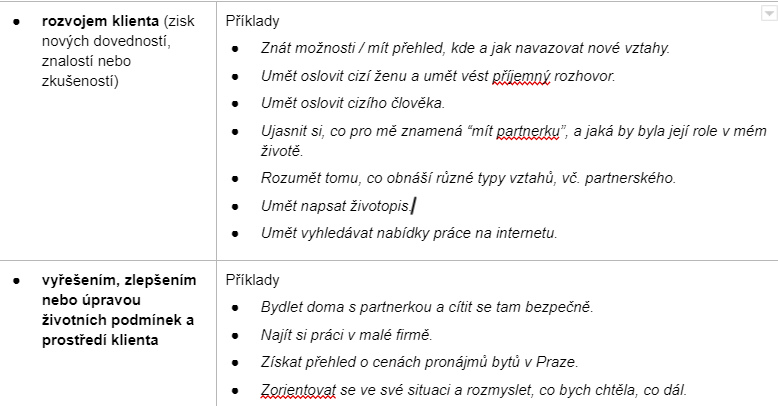 ● rozvojem klienta (zisk
nových dovedností,
znalostí nebo
zkušeností)
Příklady
● Znát možnosti / mít přehled, kde a jak navazovat nové vztahy.
● Umět oslovit cizí ženu a umět vést příjemný rozhovor.
● Umět oslovit cizího člověka.
● Ujasnit si, co pro mě znamená “mít partnerku”, a jaká by byla její role v mém
životě.
● Rozumět tomu, co obnáší různé typy vztahů, vč. partnerského.
● Umět napsat životopis.
● Umět vyhledávat nabídky práce na internetu.
● vyřešením, zlepšením
nebo úpravou
životních podmínek a
prostředí klienta
Příklady
● Bydlet doma s partnerkou a cítit se tam bezpečně.
● Najít si práci v malé firmě.
● Získat přehled o cenách pronájmů bytů v Praze.
● Zorientovat se ve své situaci a rozmyslet, co bych chtěla, co dál.